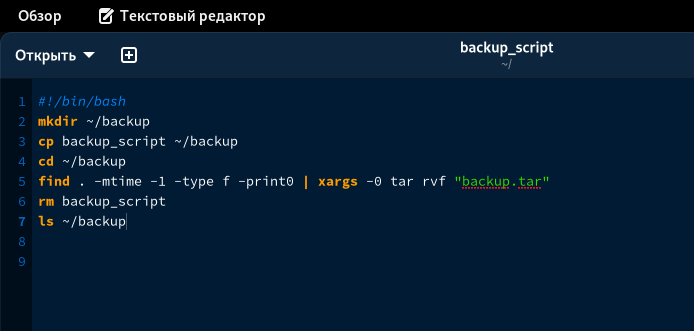 Обзор Текстовый редактор
Открыть backup_script
~/
1 #!/bin/bash
2 mkdir ~/backup
3 cp backup_script ~/backup
4 cd ~/backup
5 find . -mtime -1 -type f -print0 | xargs -0 tar rvf "backup.tar"
6 rm backup_script
7 ls ~/backup
8
9